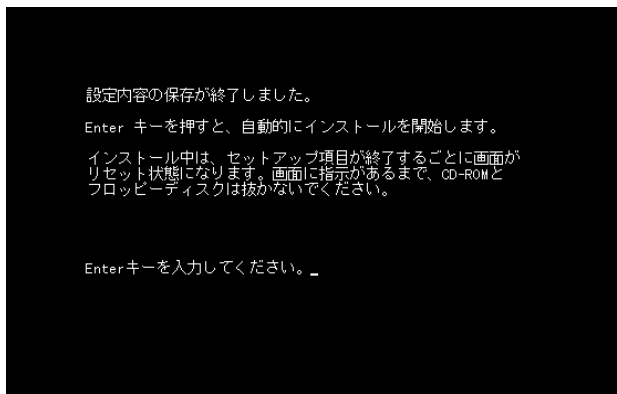 設定内容の保存が終了しました。
Enter キーを押すと、自動的にインストールを開始します。
インストール中は、セットアップ項目が終了するごとに画面が
リセット状態になります。画面に指示があるまで、CD-ROMと
フロッピーディスクは抜かないでください。
Enterキーを入力してください。_